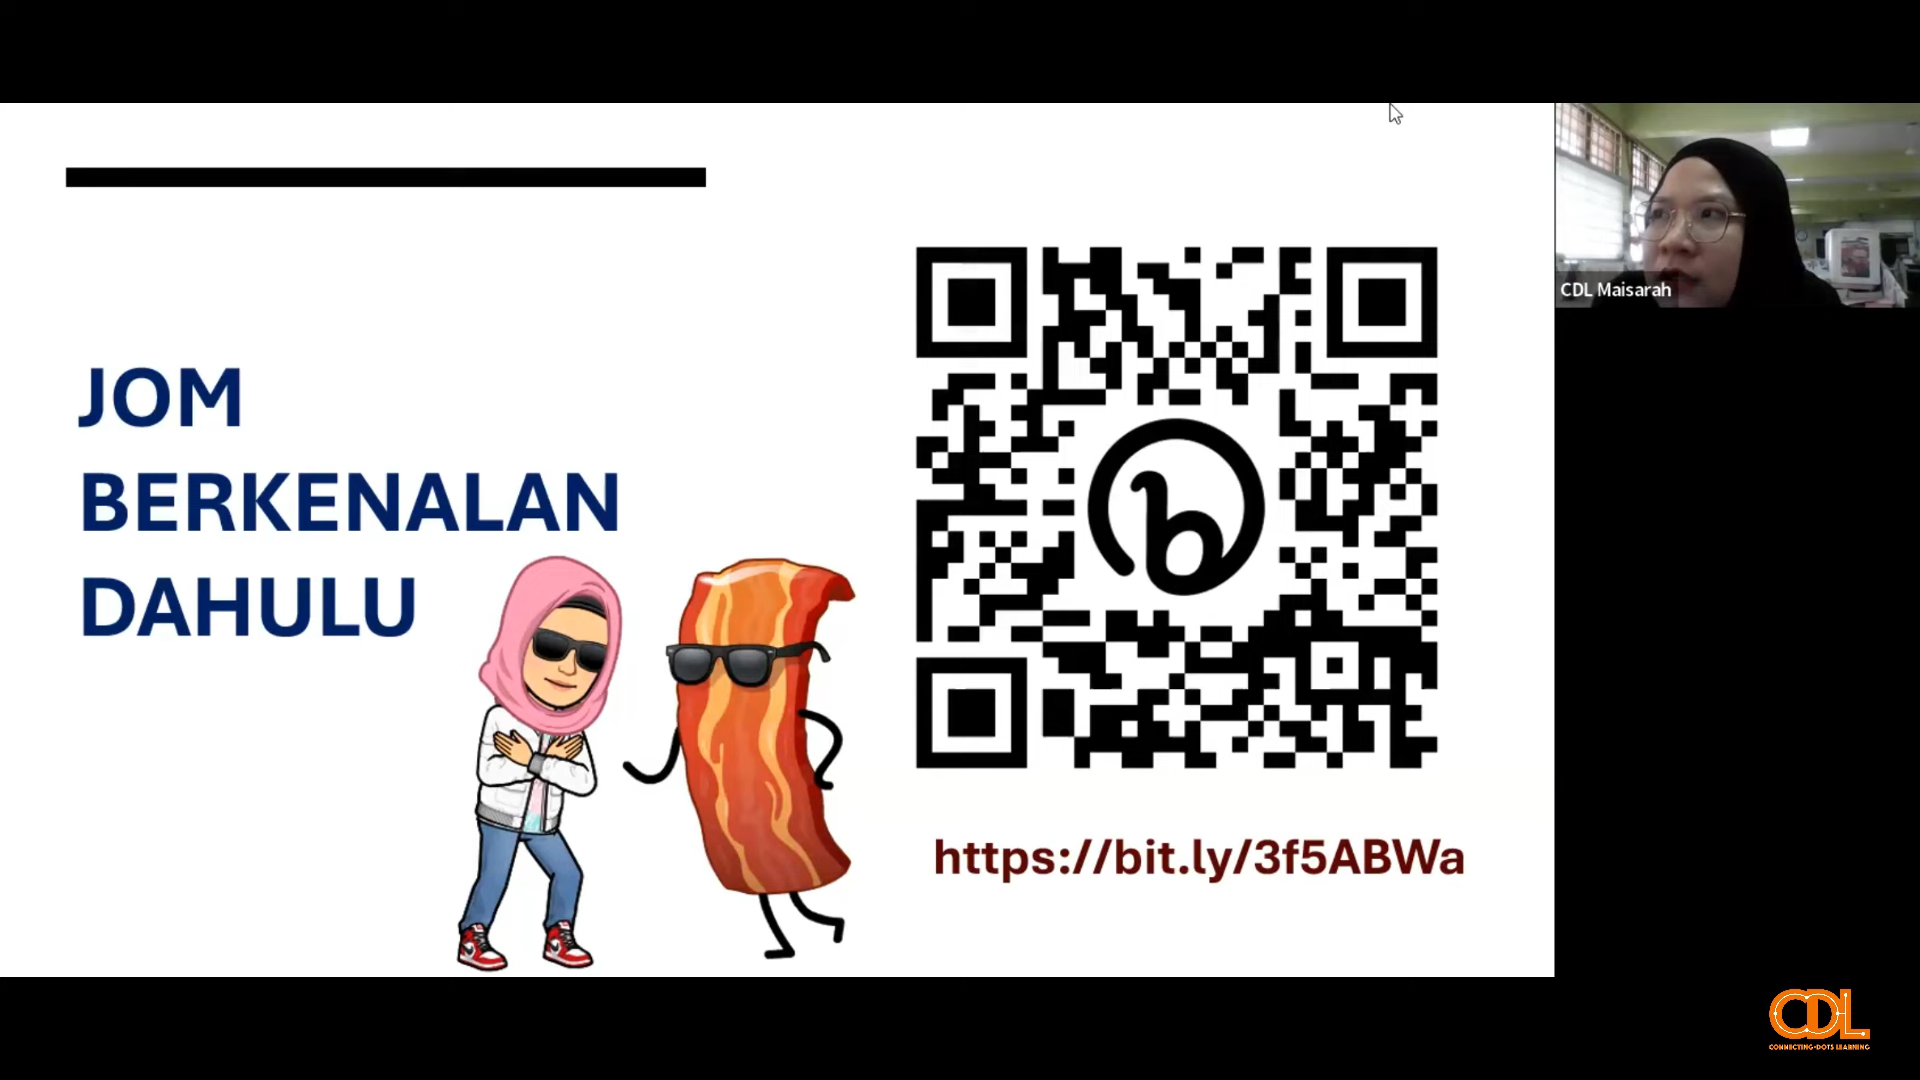 JOM
BERKENALAN
DAHULU
https://bit.ly/3f5ABWa
CDL Maisarah
CDL
CONNECTING-DOTS LEARNING